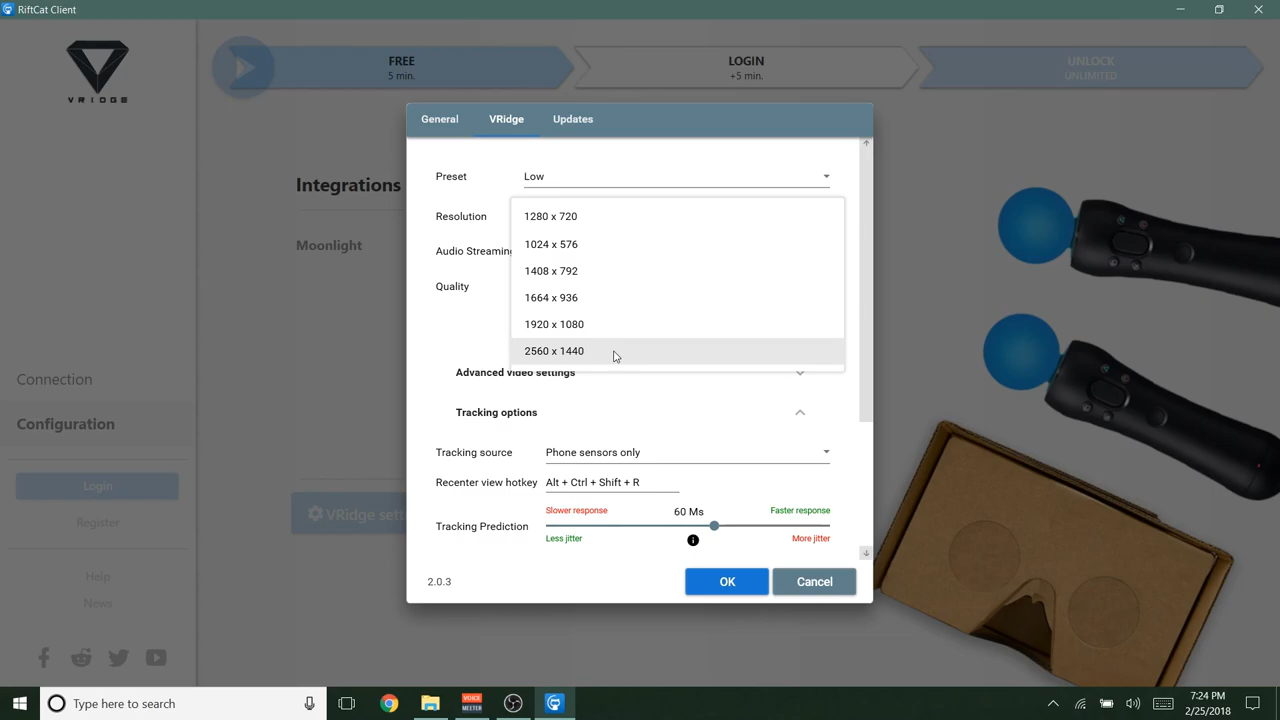 RiftCat Client
VRIDGE
FREE
5 min.
LOGIN
+5 min.
UNLOCK
UNLIMITED
General
VRidge
Updates
Integrations
Moonlight
Preset
Low
Resolution
1280 x 720
1024 x 576
Audio Streaming
1408 x 792
Quality
1664 x 936
1920 x 1080
2560 x 1440
Advanced video settings
Tracking options
Tracking source
Phone sensors only
Recenter view hotkey
Alt + Ctrl + Shift + R
Slower response
60 Ms
Faster response
Tracking Prediction
Less jitter
More jitter
2.0.3
OK
Cancel
Connection
Configuration
Login
Register
VRidge sett
Help
News
Type here to search
VOICE
MEETER
7:24 PM
2/25/2018